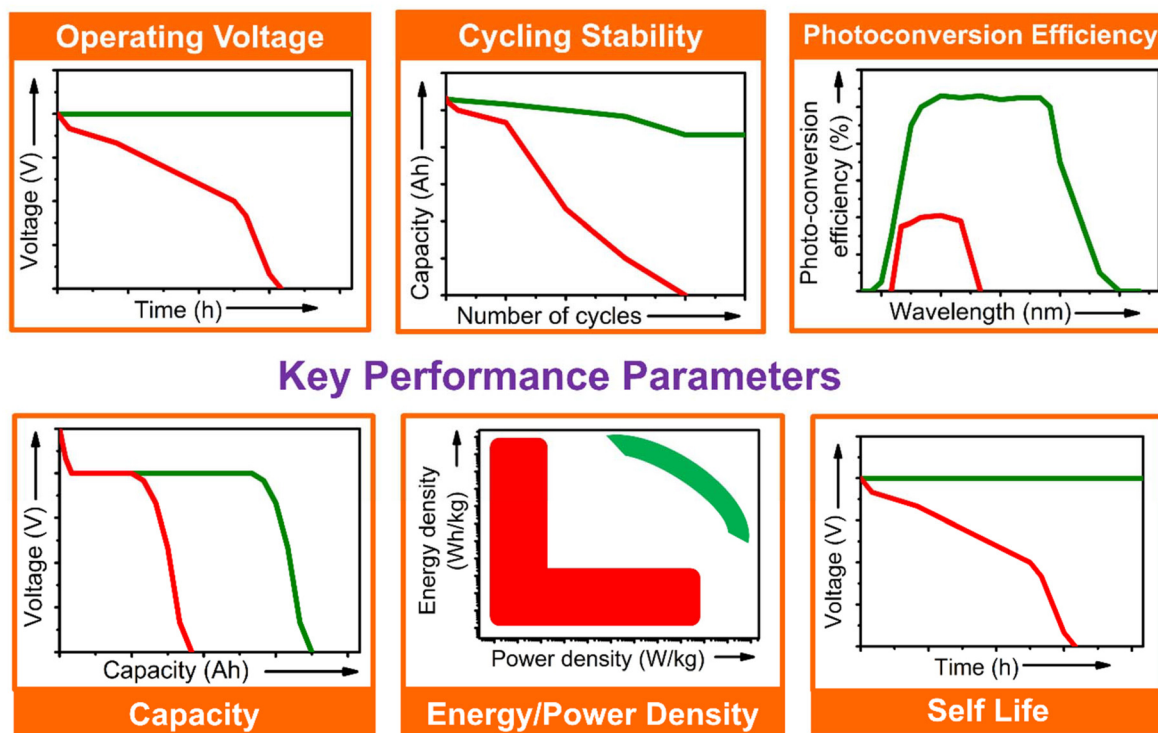 Operating Voltage
Voltage (V)
Time (h)
Cycling Stability
Capacity (Ah)
Number of cycles
Photoconversion Efficiency
Photo-conversion
efficiency (%)
Wavelength (nm)
Key Performance Parameters
Voltage (V)
Capacity (Ah)
Capacity
Energy density
(Wh/kg)
Power density (W/kg)
Energy/Power Density
Voltage (V)
Time (h)
Self Life